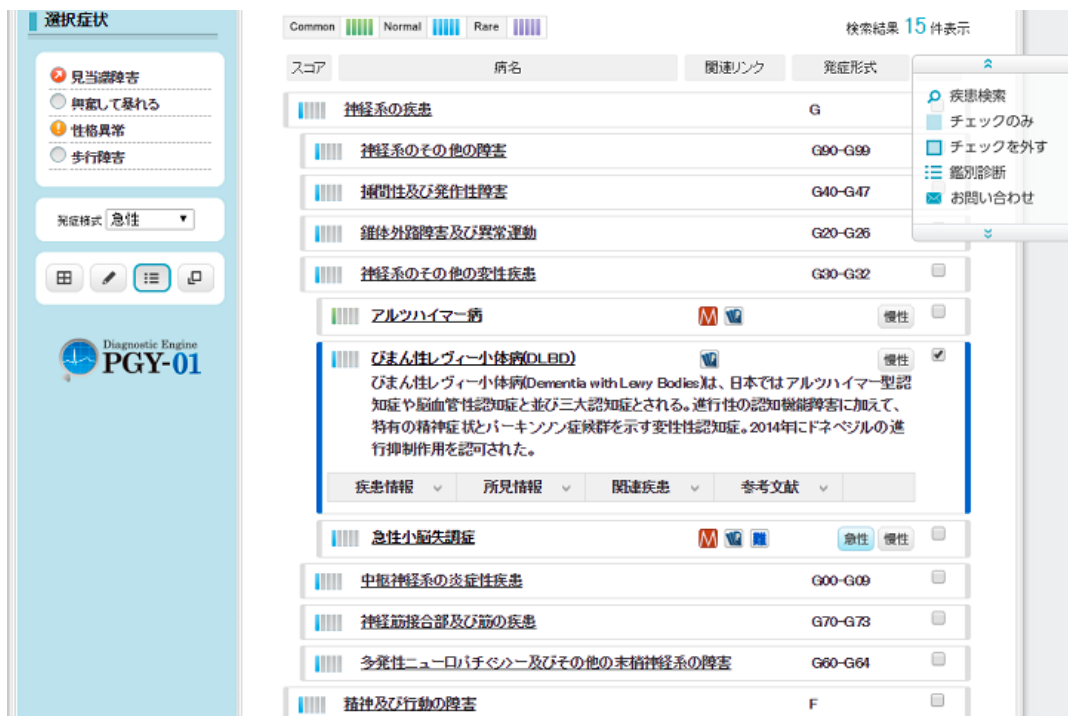 選択症状
見当識障害
興奮して暴れる
性格異常
歩行障害
発症様式 急性
Diagnostic Engine
PGY-01
Common Normal Rare
検索結果 15 件表示
スコア 病名 関連リンク 発症形式
神経系の疾患 G
神経系のその他の障害 G90-G99
挿間性及び発作性障害 G40-G47
錐体外路障害及び異常運動 G20-G26
神経系のその他の変性疾患 G30-G32
アルツハイマー病 M 慢性
びまん性レヴィー小体病(DLBD) 慢性
びまん性レヴィー小体病(Dementia with Lewy Bodies)は、日本ではアルツハイマー型認
知症や脳血管性認知症と並び三大認知症とされる。進行性の認知機能障害に加えて、
特有の精神症状とパーキンソン症候群を示す変性性認知症。2014年にドネペジルの進
行抑制作用を認可された。
疾患情報 所見情報 関連疾患 参考文献
急性小脳失調症 M 難 急性 慢性
中枢神経系の炎症性疾患 G00-G09
神経筋接合部及び筋の疾患 G70-G73
多発性ニューロパチ<シ>ー及びその他の末梢神経系の障害 G60-G64
精神及び行動の障害 F
疾患検索
チェックのみ
チェックを外す
鑑別診断
お問い合わせ